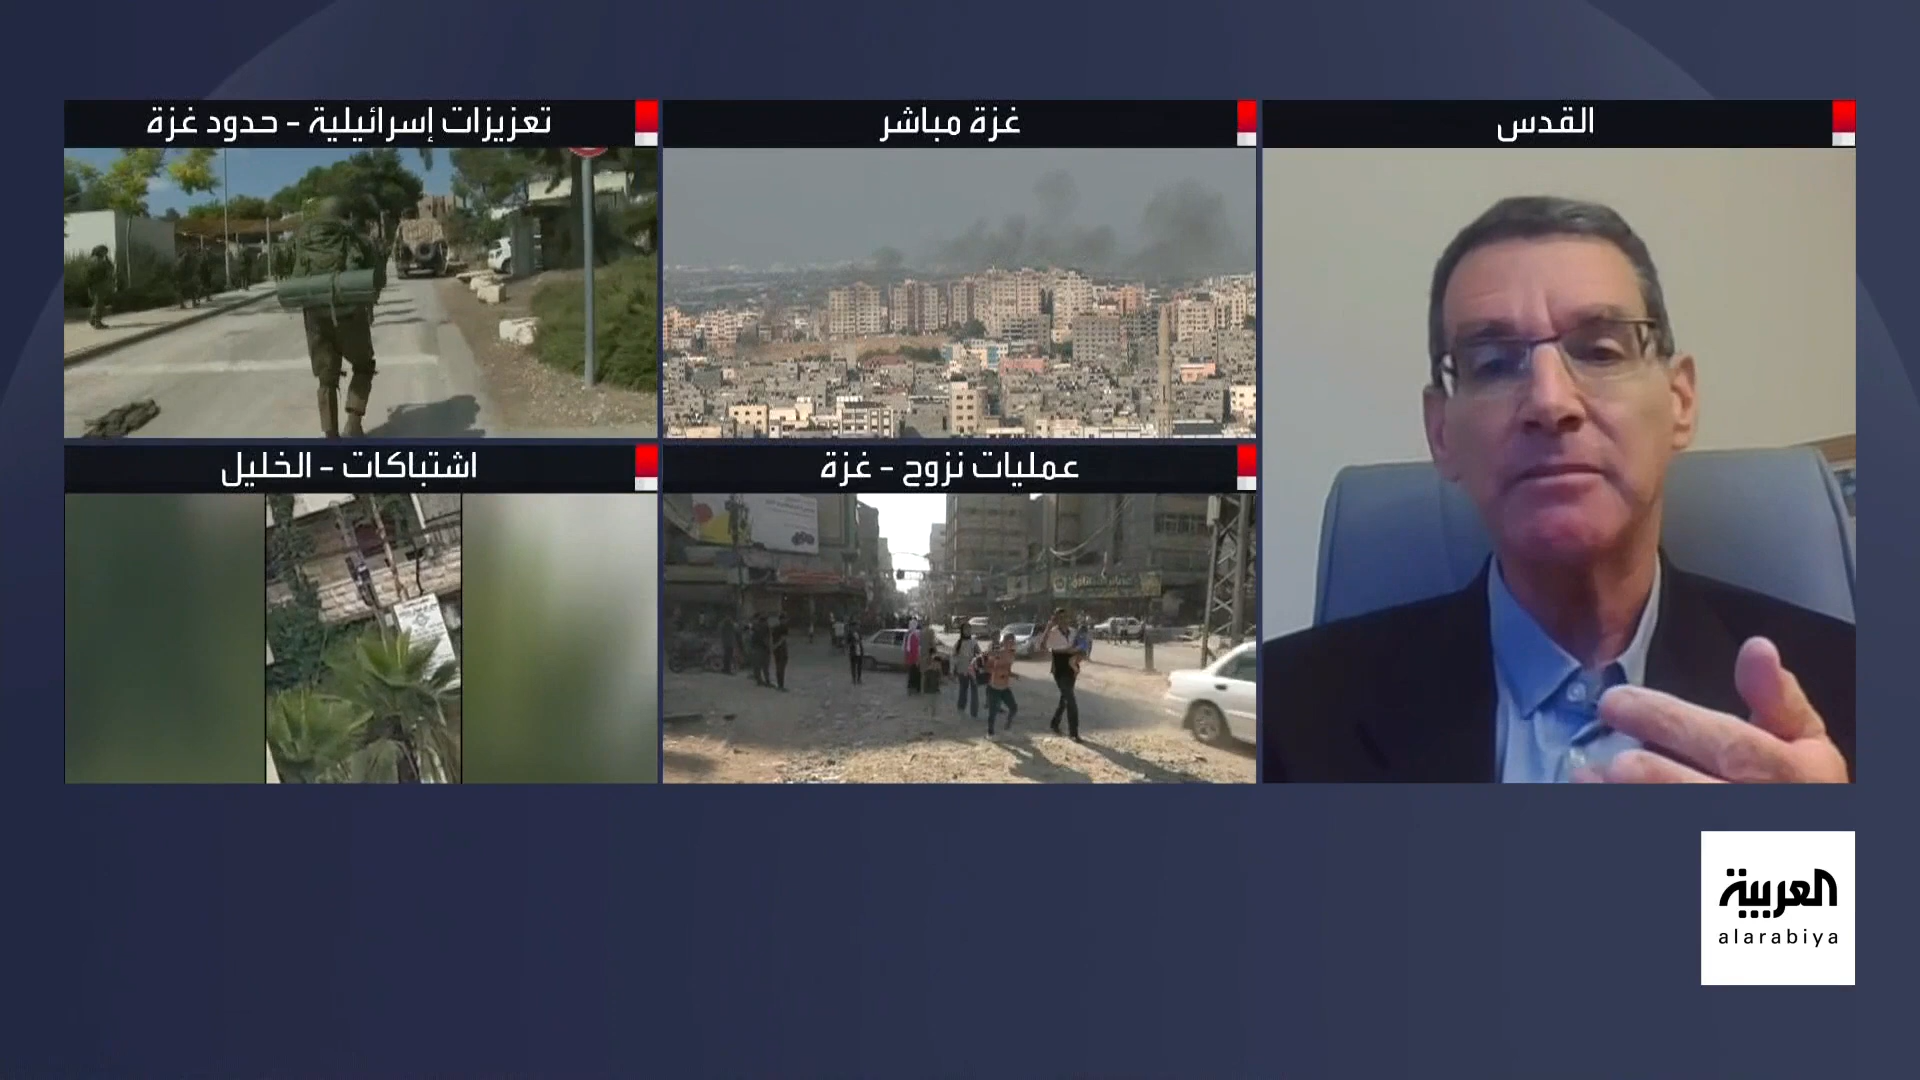 القدس
غزة مباشر
تعزيزات إسرائيلية - حدود غزة
عمليات نزوح - غزة
اشتباكات - الخليل
العربية
alarabiya